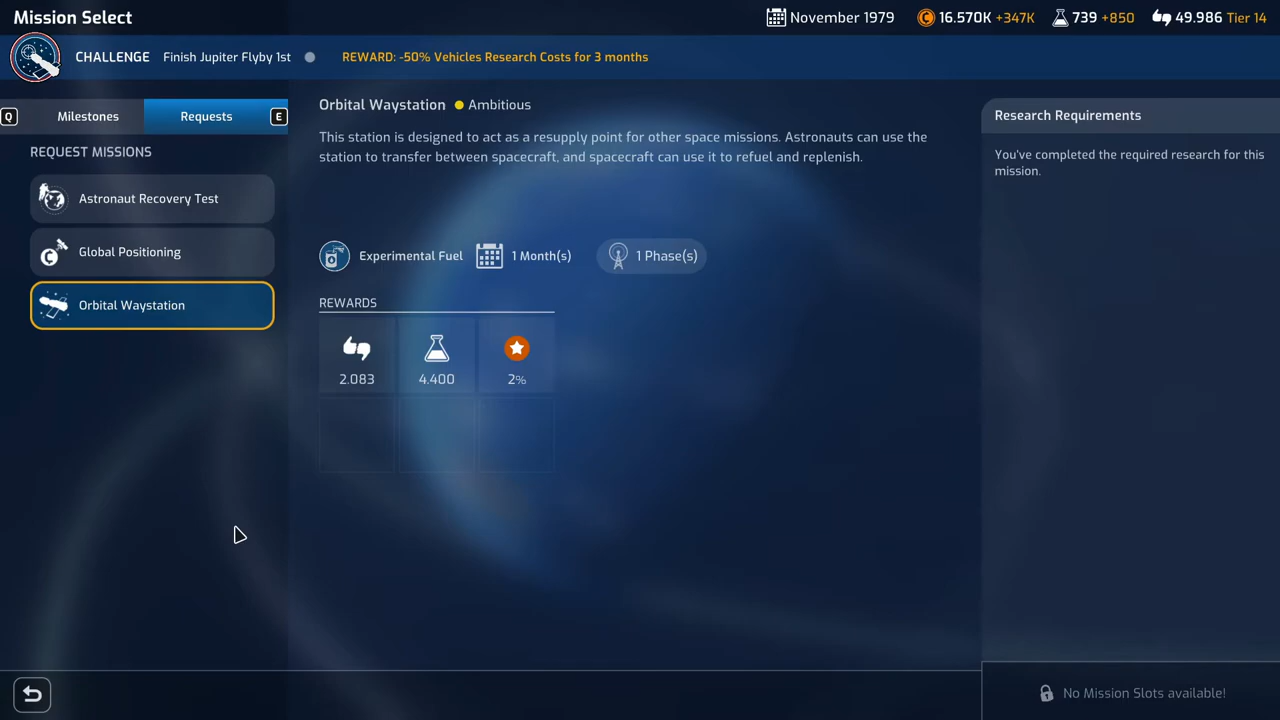 Mission Select
November 1979
16.570K +347K
739 +850
49.986 Tier 14
CHALLENGE Finish Jupiter Flyby 1st
REWARD: -50% Vehicles Research Costs for 3 months
Q Milestones Requests E
REQUEST MISSIONS
Astronaut Recovery Test
Global Positioning
Orbital Waystation
Orbital Waystation Ambitious
This station is designed to act as a resupply point for other space missions. Astronauts can use the
station to transfer between spacecraft, and spacecraft can use it to refuel and replenish.
Experimental Fuel 1 Month(s) 1 Phase(s)
REWARDS
2.083 4.400 2%
Research Requirements
You've completed the required research for this
mission.
No Mission Slots available!